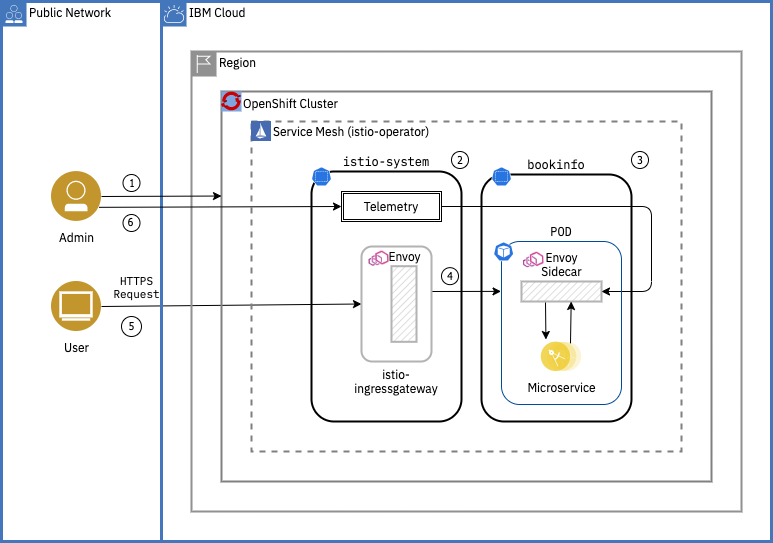 Public Network
IBM Cloud
Region
OpenShift Cluster
Service Mesh (istio-operator)
istio-system
2
bookinfo
3
1
Admin
6
Telemetry
POD
Envoy
Envoy
Sidecar
4
HTTPS
Request
5
User
istio-
ingressgateway
Microservice